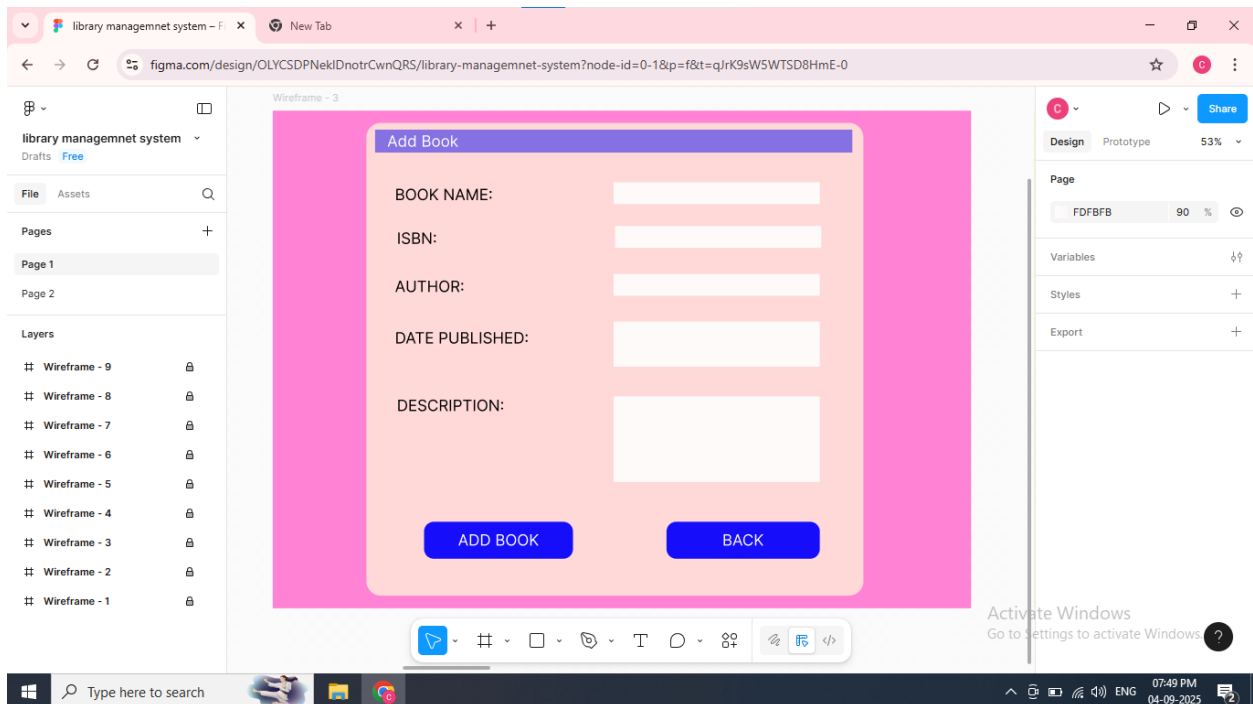 library managemnet system – Fi
New Tab
figma.com/design/OLYCSDPNeklDnotrCwnQRS/library-managemnet-system?node-id=0-1&p=f&t=qJrK9sW5WTSD8HmE-0
library managemnet system
Drafts Free
File Assets
Pages
Page 1
Page 2
Layers
Wireframe - 9
Wireframe - 8
Wireframe - 7
Wireframe - 6
Wireframe - 5
Wireframe - 4
Wireframe - 3
Wireframe - 2
Wireframe - 1
Wireframe - 3
Add Book
BOOK NAME:
ISBN:
AUTHOR:
DATE PUBLISHED:
DESCRIPTION:
ADD BOOK BACK
C
C
Share
Design Prototype 53%
Page
FDFBFB 90 %
Variables
Styles
Export
Activate Windows
Go to Settings to activate Windows.
?
Type here to search
ENG
07:49 PM
04-09-2025
2